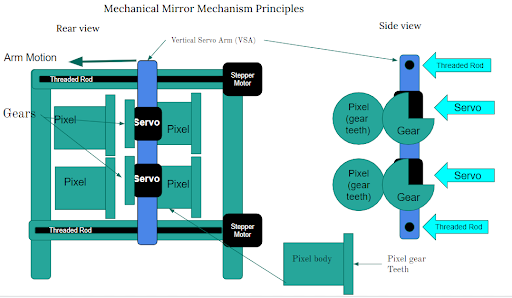 Mechanical Mirror Mechanism Principles
Rear view
Side view
Vertical Servo Arm (VSA)
Arm Motion
Threaded Rod
Stepper
Motor
Threaded Rod
Gears
Pixel
Servo
Pixel
Pixel
(gear
teeth)
Gear
Servo
Pixel
Servo
Pixel
Pixel
(gear
teeth)
Gear
Servo
Threaded Rod
Stepper
Motor
Threaded Rod
Pixel body
Pixel gear
Teeth